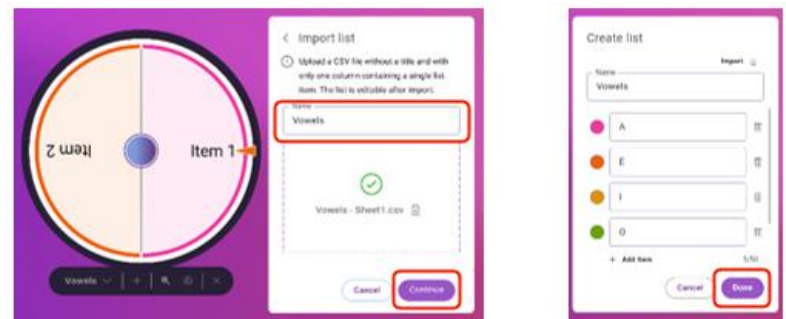 Item 2
Item 1
Vowels
Import list
Upload a CSV file without a title and with
only one column containing a single list
item. The list is editable after import.
Name
Vowels
Vowels - Sheet1.csv
Cancel
Continue
Create list
Import
Name
Vowels
A
E
I
O
+ Add Item
5/50
Cancel
Done